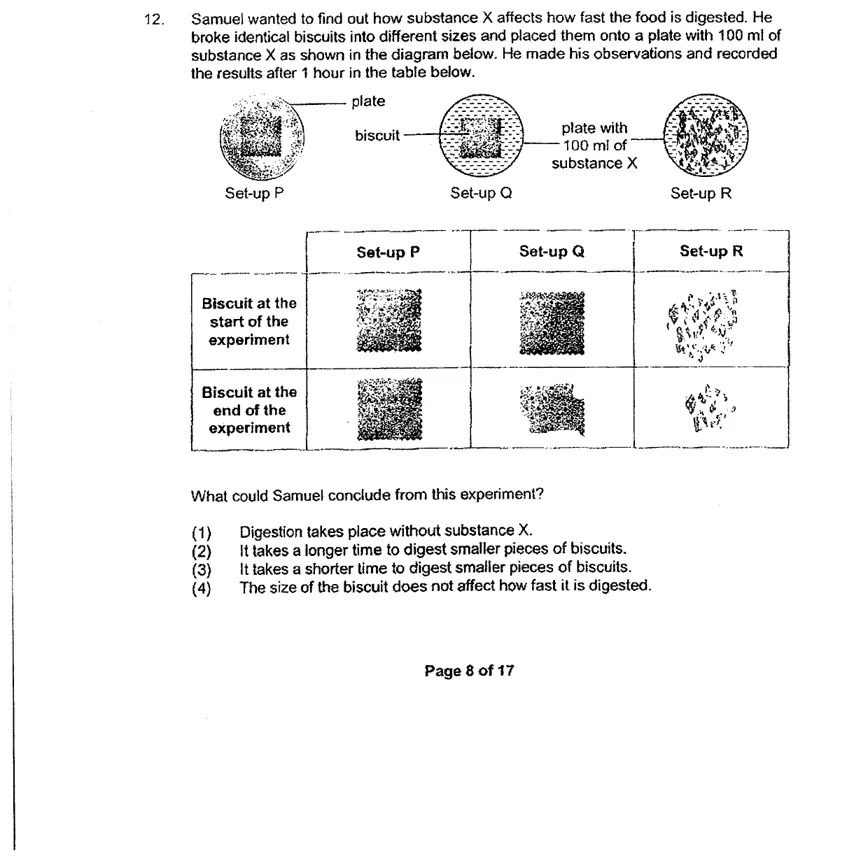 12. Samuel wanted to find out how substance X affects how fast the food is digested. He
broke identical biscuits into different sizes and placed them onto a plate with 100 ml of
substance X as shown in the diagram below. He made his observations and recorded
the results after 1 hour in the table below.
plate
biscuit
plate with
100 ml of
substance X
Set-up P
Set-up Q
Set-up R
Set-up P Set-up Q Set-up R
Biscuit at the
start of the
experiment
Biscuit at the
end of the
experiment
What could Samuel conclude from this experiment?
(1) Digestion takes place without substance X.
(2) It takes a longer time to digest smaller pieces of biscuits.
(3) It takes a shorter time to digest smaller pieces of biscuits.
(4) The size of the biscuit does not affect how fast it is digested.
Page 8 of 17